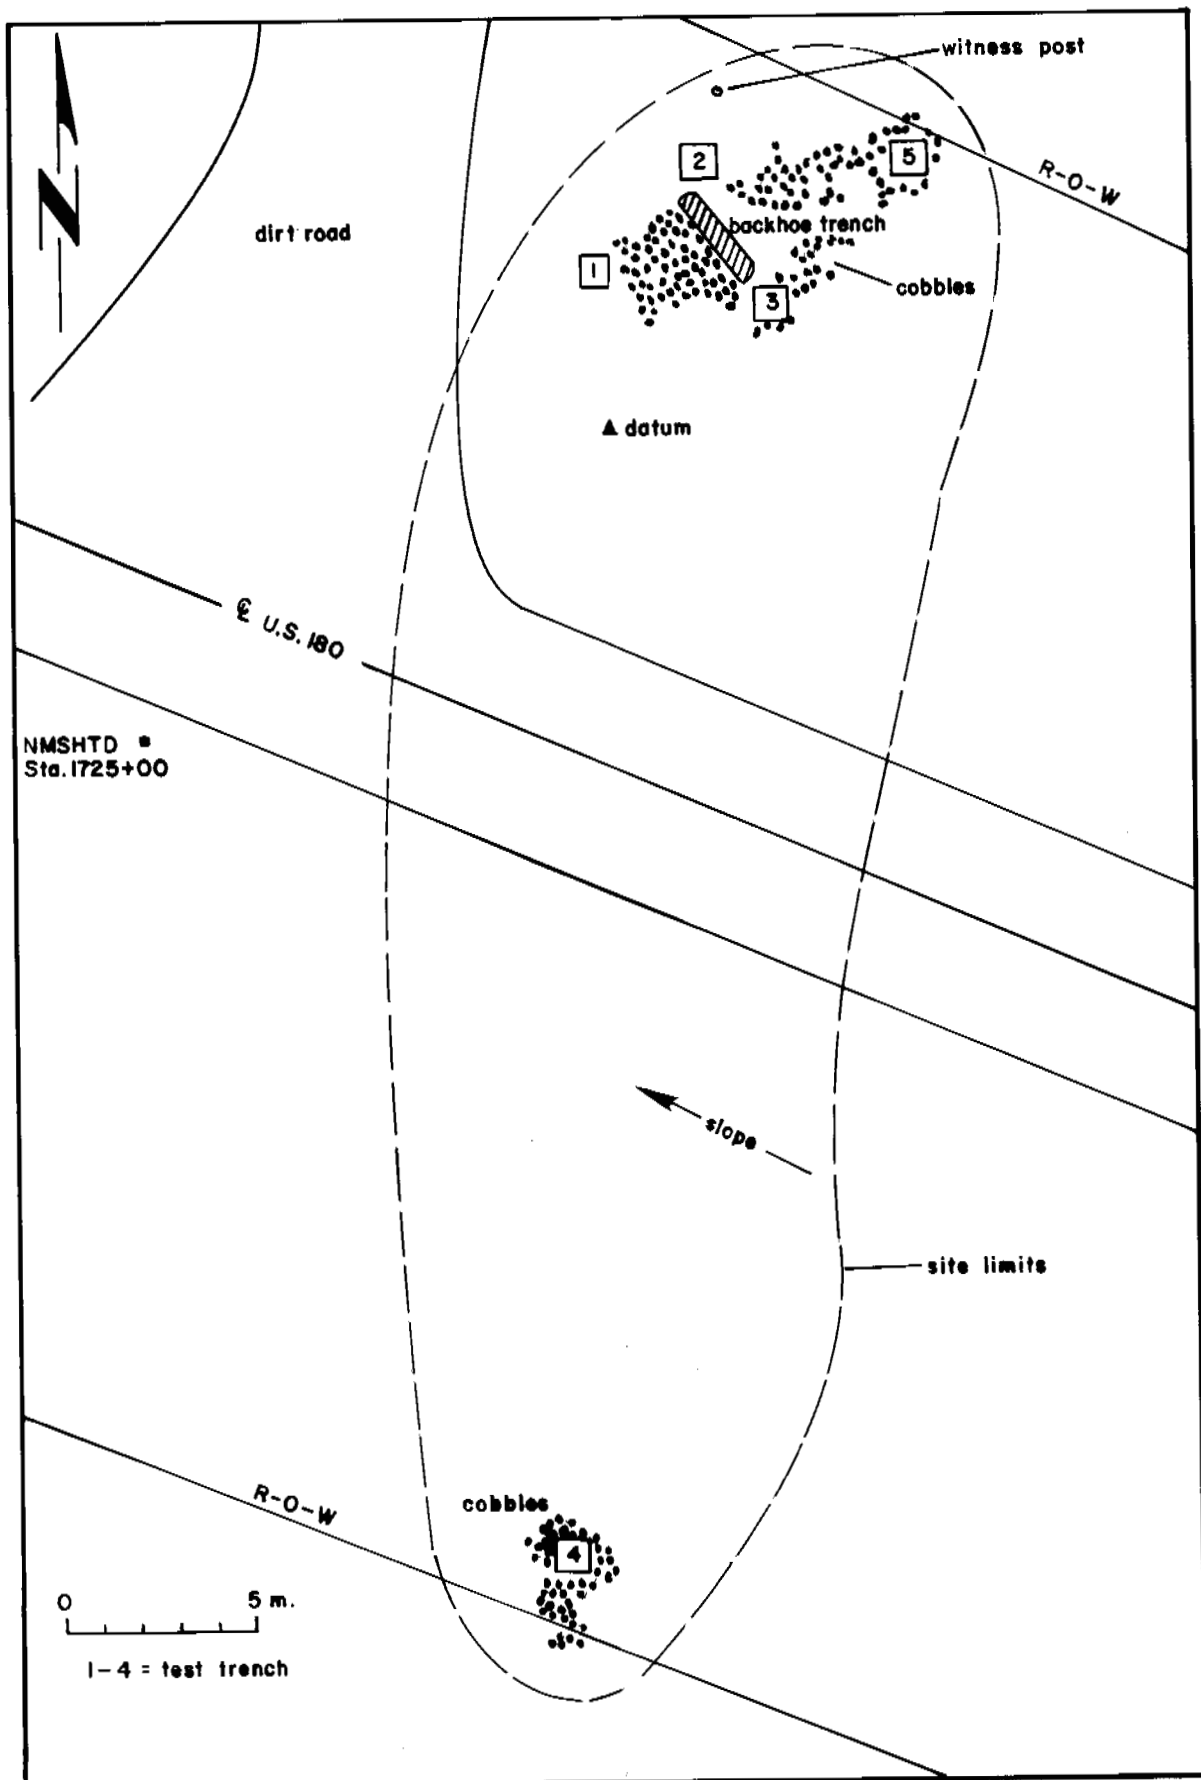 witness post
N
2
5
R-O-W
dirt road
backhoe trench
1
cobbles
3
datum
℄ U.S. 180
NMSHTD
Sta. 1725+00
slope
site limits
R-O-W
cobbles
4
0 5 m.
1-4 = test trench